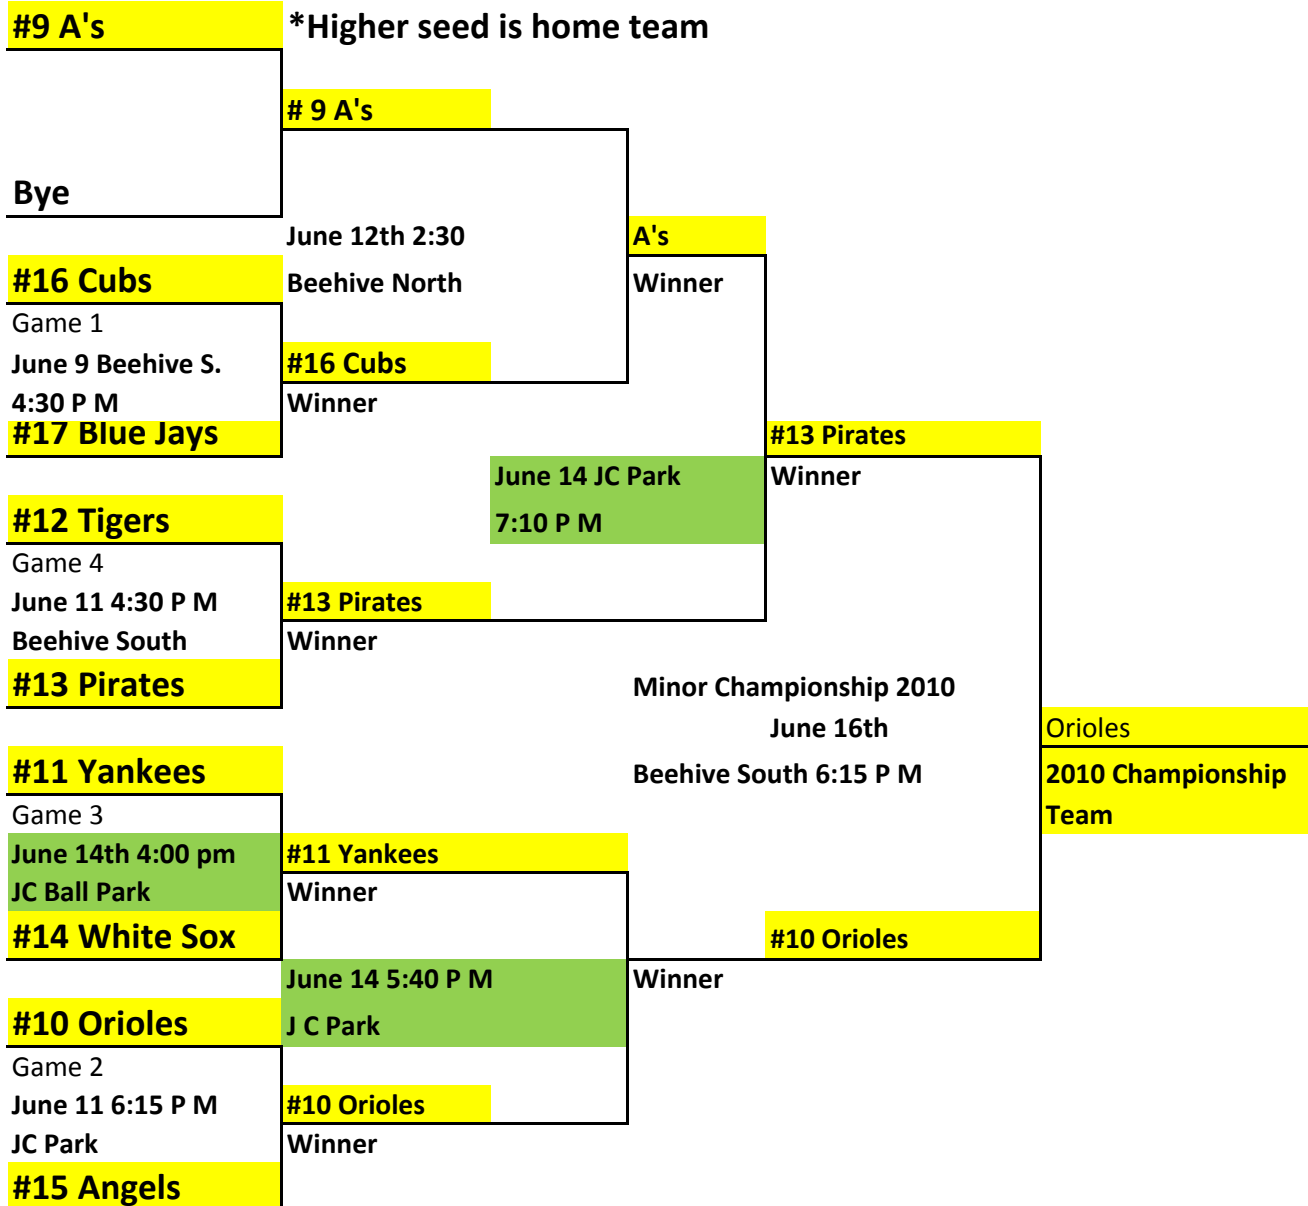 #9 A's
*Higher seed is home team
# 9 A's
Bye
June 12th 2:30
A's
#16 Cubs
Beehive North
Winner
Game 1
June 9 Beehive S.
#16 Cubs
4:30 P M
Winner
#17 Blue Jays
#13 Pirates
June 14 JC Park
Winner
#12 Tigers
7:10 P M
Game 4
June 11 4:30 P M
#13 Pirates
Beehive South
Winner
#13 Pirates
Minor Championship 2010
June 16th
Orioles
#11 Yankees
Beehive South 6:15 P M
2010 Championship
Game 3
Team
June 14th 4:00 pm
#11 Yankees
JC Ball Park
Winner
#14 White Sox
#10 Orioles
June 14 5:40 P M
Winner
#10 Orioles
J C Park
Game 2
June 11 6:15 P M
#10 Orioles
JC Park
Winner
#15 Angels